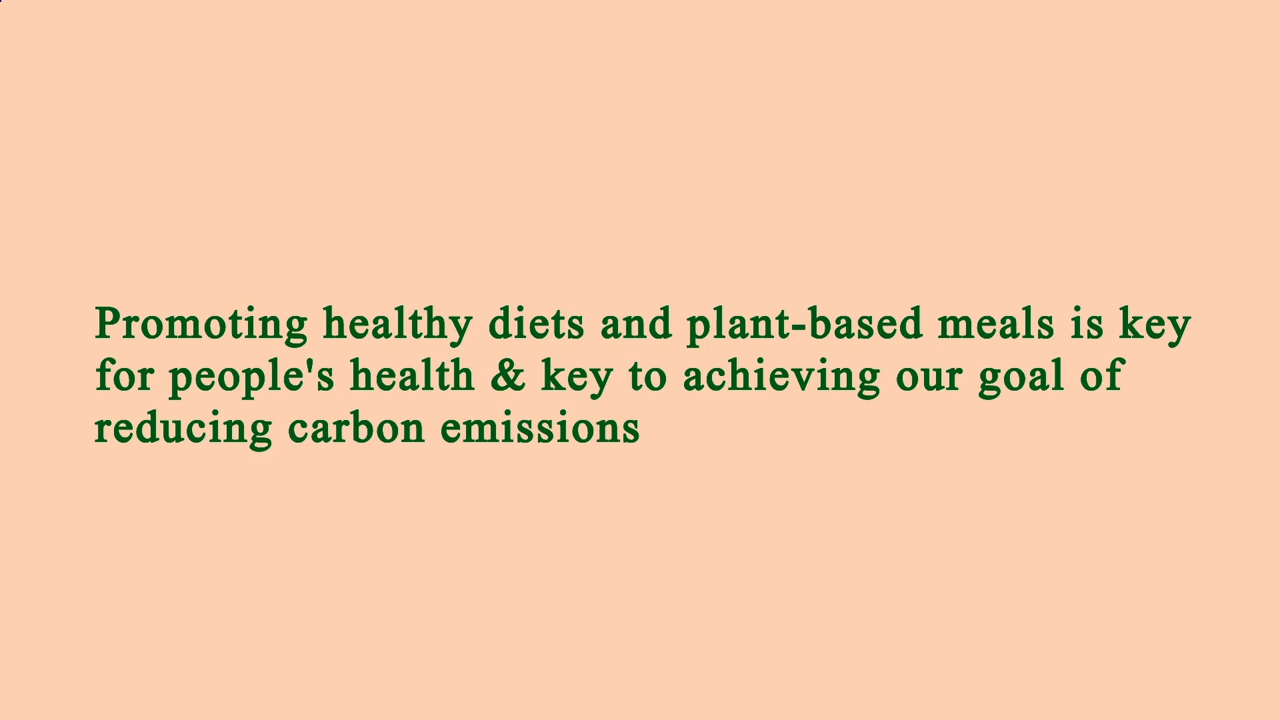 Promoting healthy diets and plant-based meals is key
for people's health & key to achieving our goal of
reducing carbon emissions